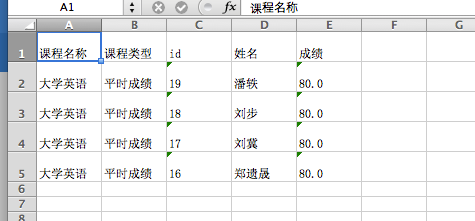 A1 fx 课程名称
A B C D E F G
1 课程名称 课程类型 id 姓名 成绩
2 大学英语 平时成绩 19 潘轶 80.0
3 大学英语 平时成绩 18 刘步 80.0
4 大学英语 平时成绩 17 刘冀 80.0
5 大学英语 平时成绩 16 郑遗晟 80.0
6
7
8